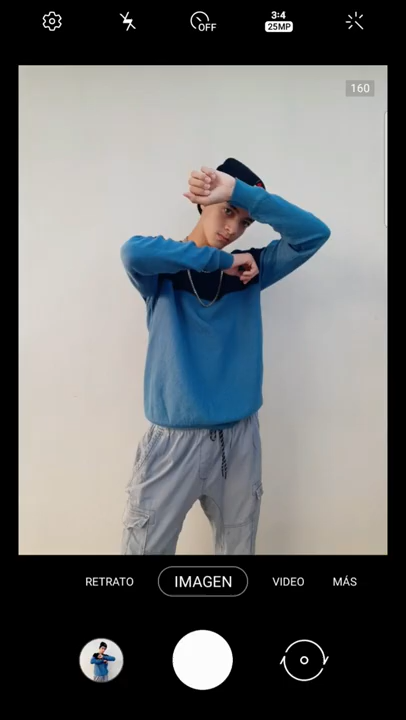 OFF
3:4
25MP
160
RETRATO
IMAGEN
VIDEO
MÁS